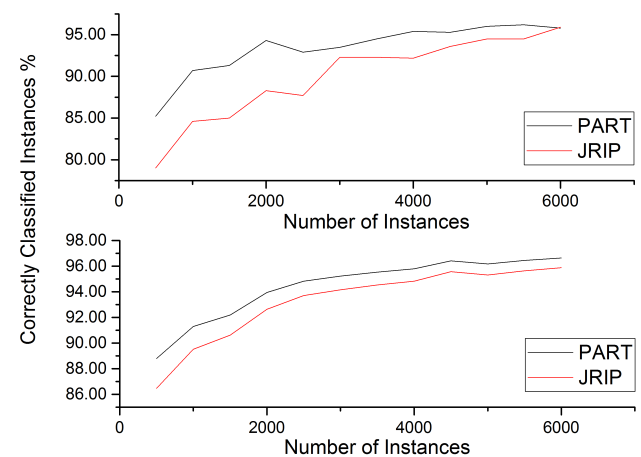 Correctly Classified Instances %
95.00
90.00
85.00
80.00
PART
JRIP
0 2000 4000 6000
Number of Instances
98.00
96.00
94.00
92.00
90.00
88.00
86.00
PART
JRIP
0 2000 4000 6000
Number of Instances